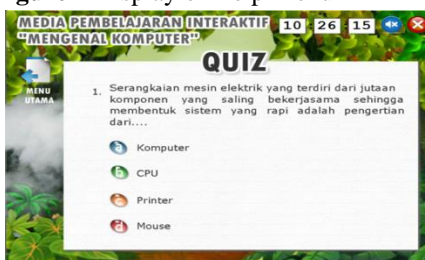 MEDIA PEMBELAJARAN INTERAKTIF 10 26 15
"MENGENAL KOMPUTER"
QUIZ
MENU
UTAMA
1. Serangkaian mesin elektrik yang terdiri dari jutaan
komponen yang saling bekerjasama sehingga
membentuk sistem yang rapi adalah pengertian
dari....
a Komputer
b CPU
c Printer
d Mouse